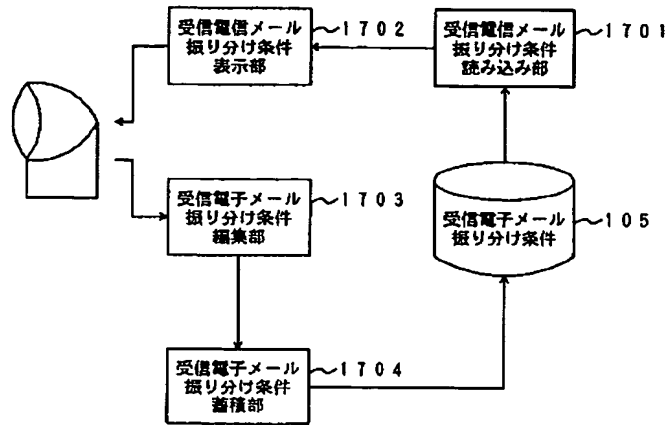 受信電信メール
振り分け条件
表示部
1702
受信電信メール
振り分け条件
読み込み部
1701
受信電子メール
振り分け条件
編集部
1703
受信電子メール
振り分け条件
105
受信電子メール
振り分け条件
蓄積部
1704